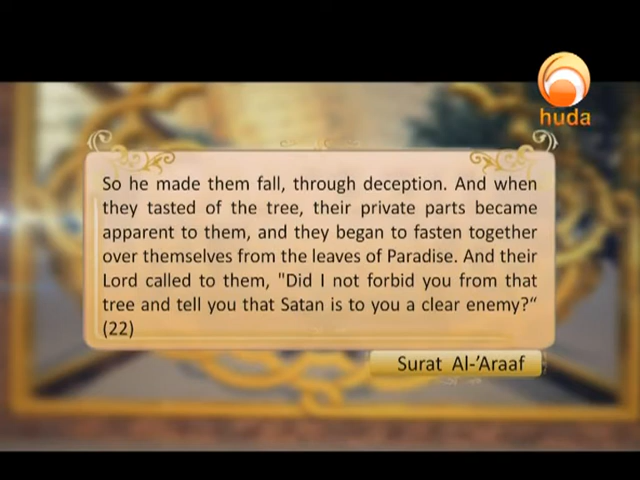 huda
So he made them fall, through deception. And when
they tasted of the tree, their private parts became
apparent to them, and they began to fasten together
over themselves from the leaves of Paradise. And their
Lord called to them, "Did I not forbid you from that
tree and tell you that Satan is to you a clear enemy?“
(22)
Surat Al-’Araaf